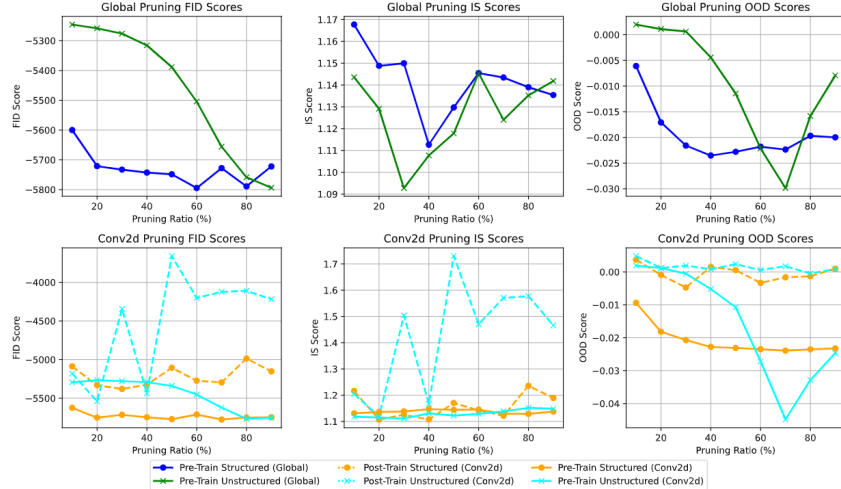 Global Pruning FID Scores
FID Score
−5300
−5400
−5500
−5600
−5700
−5800
20 40 60 80
Pruning Ratio (%)
Global Pruning IS Scores
IS Score
1.17
1.16
1.15
1.14
1.13
1.12
1.11
1.10
1.09
20 40 60 80
Pruning Ratio (%)
Global Pruning OOD Scores
OOD Score
0.000
−0.005
−0.010
−0.015
−0.020
−0.025
−0.030
20 40 60 80
Pruning Ratio (%)
Conv2d Pruning FID Scores
FID Score
−4000
−4500
−5000
−5500
20 40 60 80
Pruning Ratio (%)
Conv2d Pruning IS Scores
IS Score
1.7
1.6
1.5
1.4
1.3
1.2
1.1
20 40 60 80
Pruning Ratio (%)
Conv2d Pruning OOD Scores
OOD Score
0.00
−0.01
−0.02
−0.03
−0.04
20 40 60 80
Pruning Ratio (%)
Pre-Train Structured (Global)
Pre-Train Unstructured (Global)
Post-Train Structured (Conv2d)
Post-Train Unstructured (Conv2d)
Pre-Train Structured (Conv2d)
Pre-Train Unstructured (Conv2d)